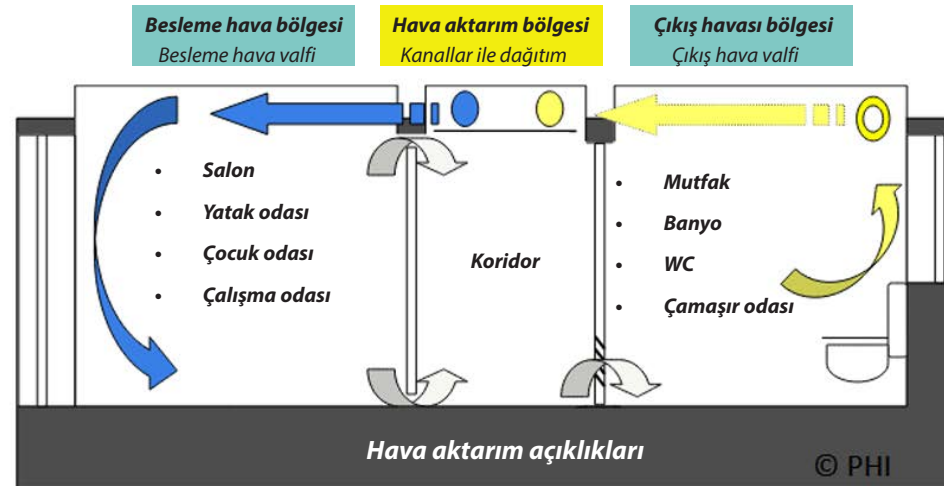 Besleme hava bölgesi
Besleme hava valfi
Hava aktarım bölgesi
Kanallar ile dağıtım
Çıkış havası bölgesi
Çıkış hava valfi
• Salon
• Yatak odası
• Çocuk odası
• Çalışma odası
Koridor
• Mutfak
• Banyo
• WC
• Çamaşır odası
Hava aktarım açıklıkları
© PHI